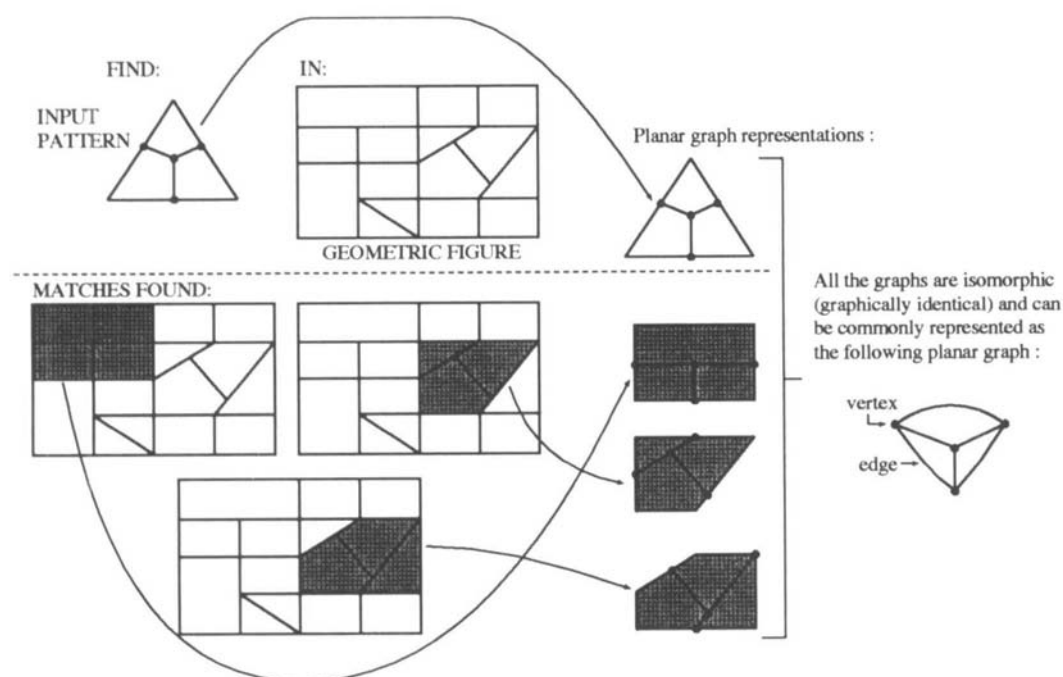 FIND:
IN:
INPUT
PATTERN
Planar graph representations :
GEOMETRIC FIGURE
MATCHES FOUND:
All the graphs are isomorphic
(graphically identical) and can
be commonly represented as
the following planar graph :
vertex
edge